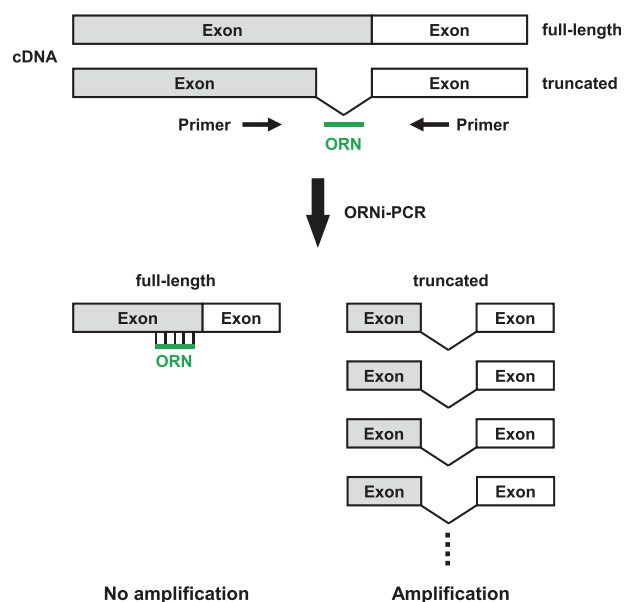 Exon Exon full-length
cDNA
Exon Exon truncated
Primer Primer
ORN
ORNi-PCR
full-length truncated
Exon Exon Exon Exon
ORN
Exon Exon
Exon Exon
Exon Exon
No amplification Amplification